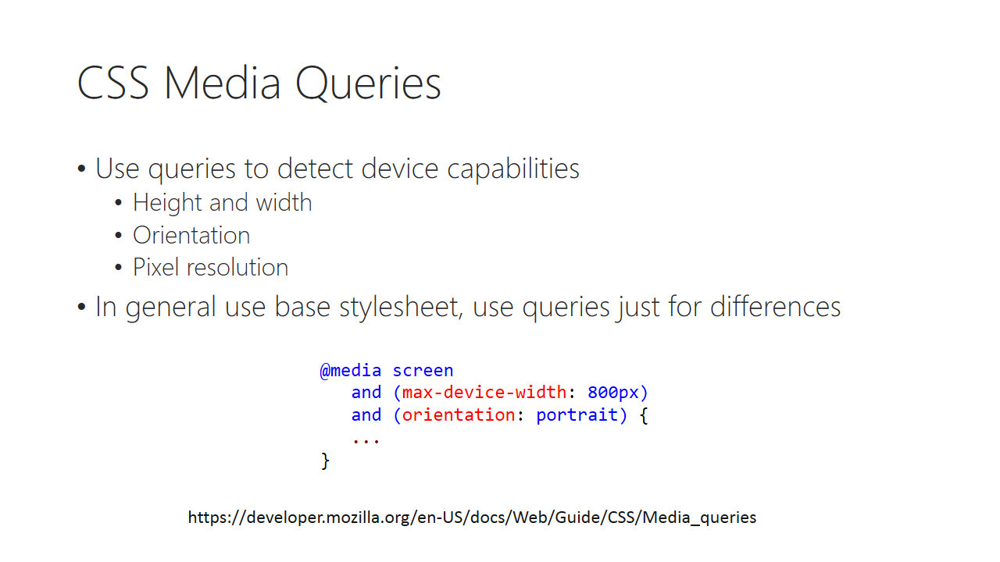 CSS Media Queries
• Use queries to detect device capabilities
• Height and width
• Orientation
• Pixel resolution
• In general use base stylesheet, use queries just for differences
@media screen
and (max-device-width: 800px)
and (orientation: portrait) {
...
}
https://developer.mozilla.org/en-US/docs/Web/Guide/CSS/Media_queries